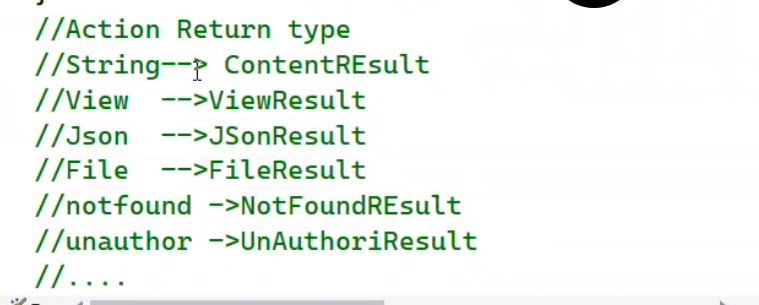 //Action Return type
//String--> ContentREsult
//View -->ViewResult
//Json -->JSonResult
//File -->FileResult
//notfound ->NotFoundREsult
//unauthor ->UnAuthoriResult
//....